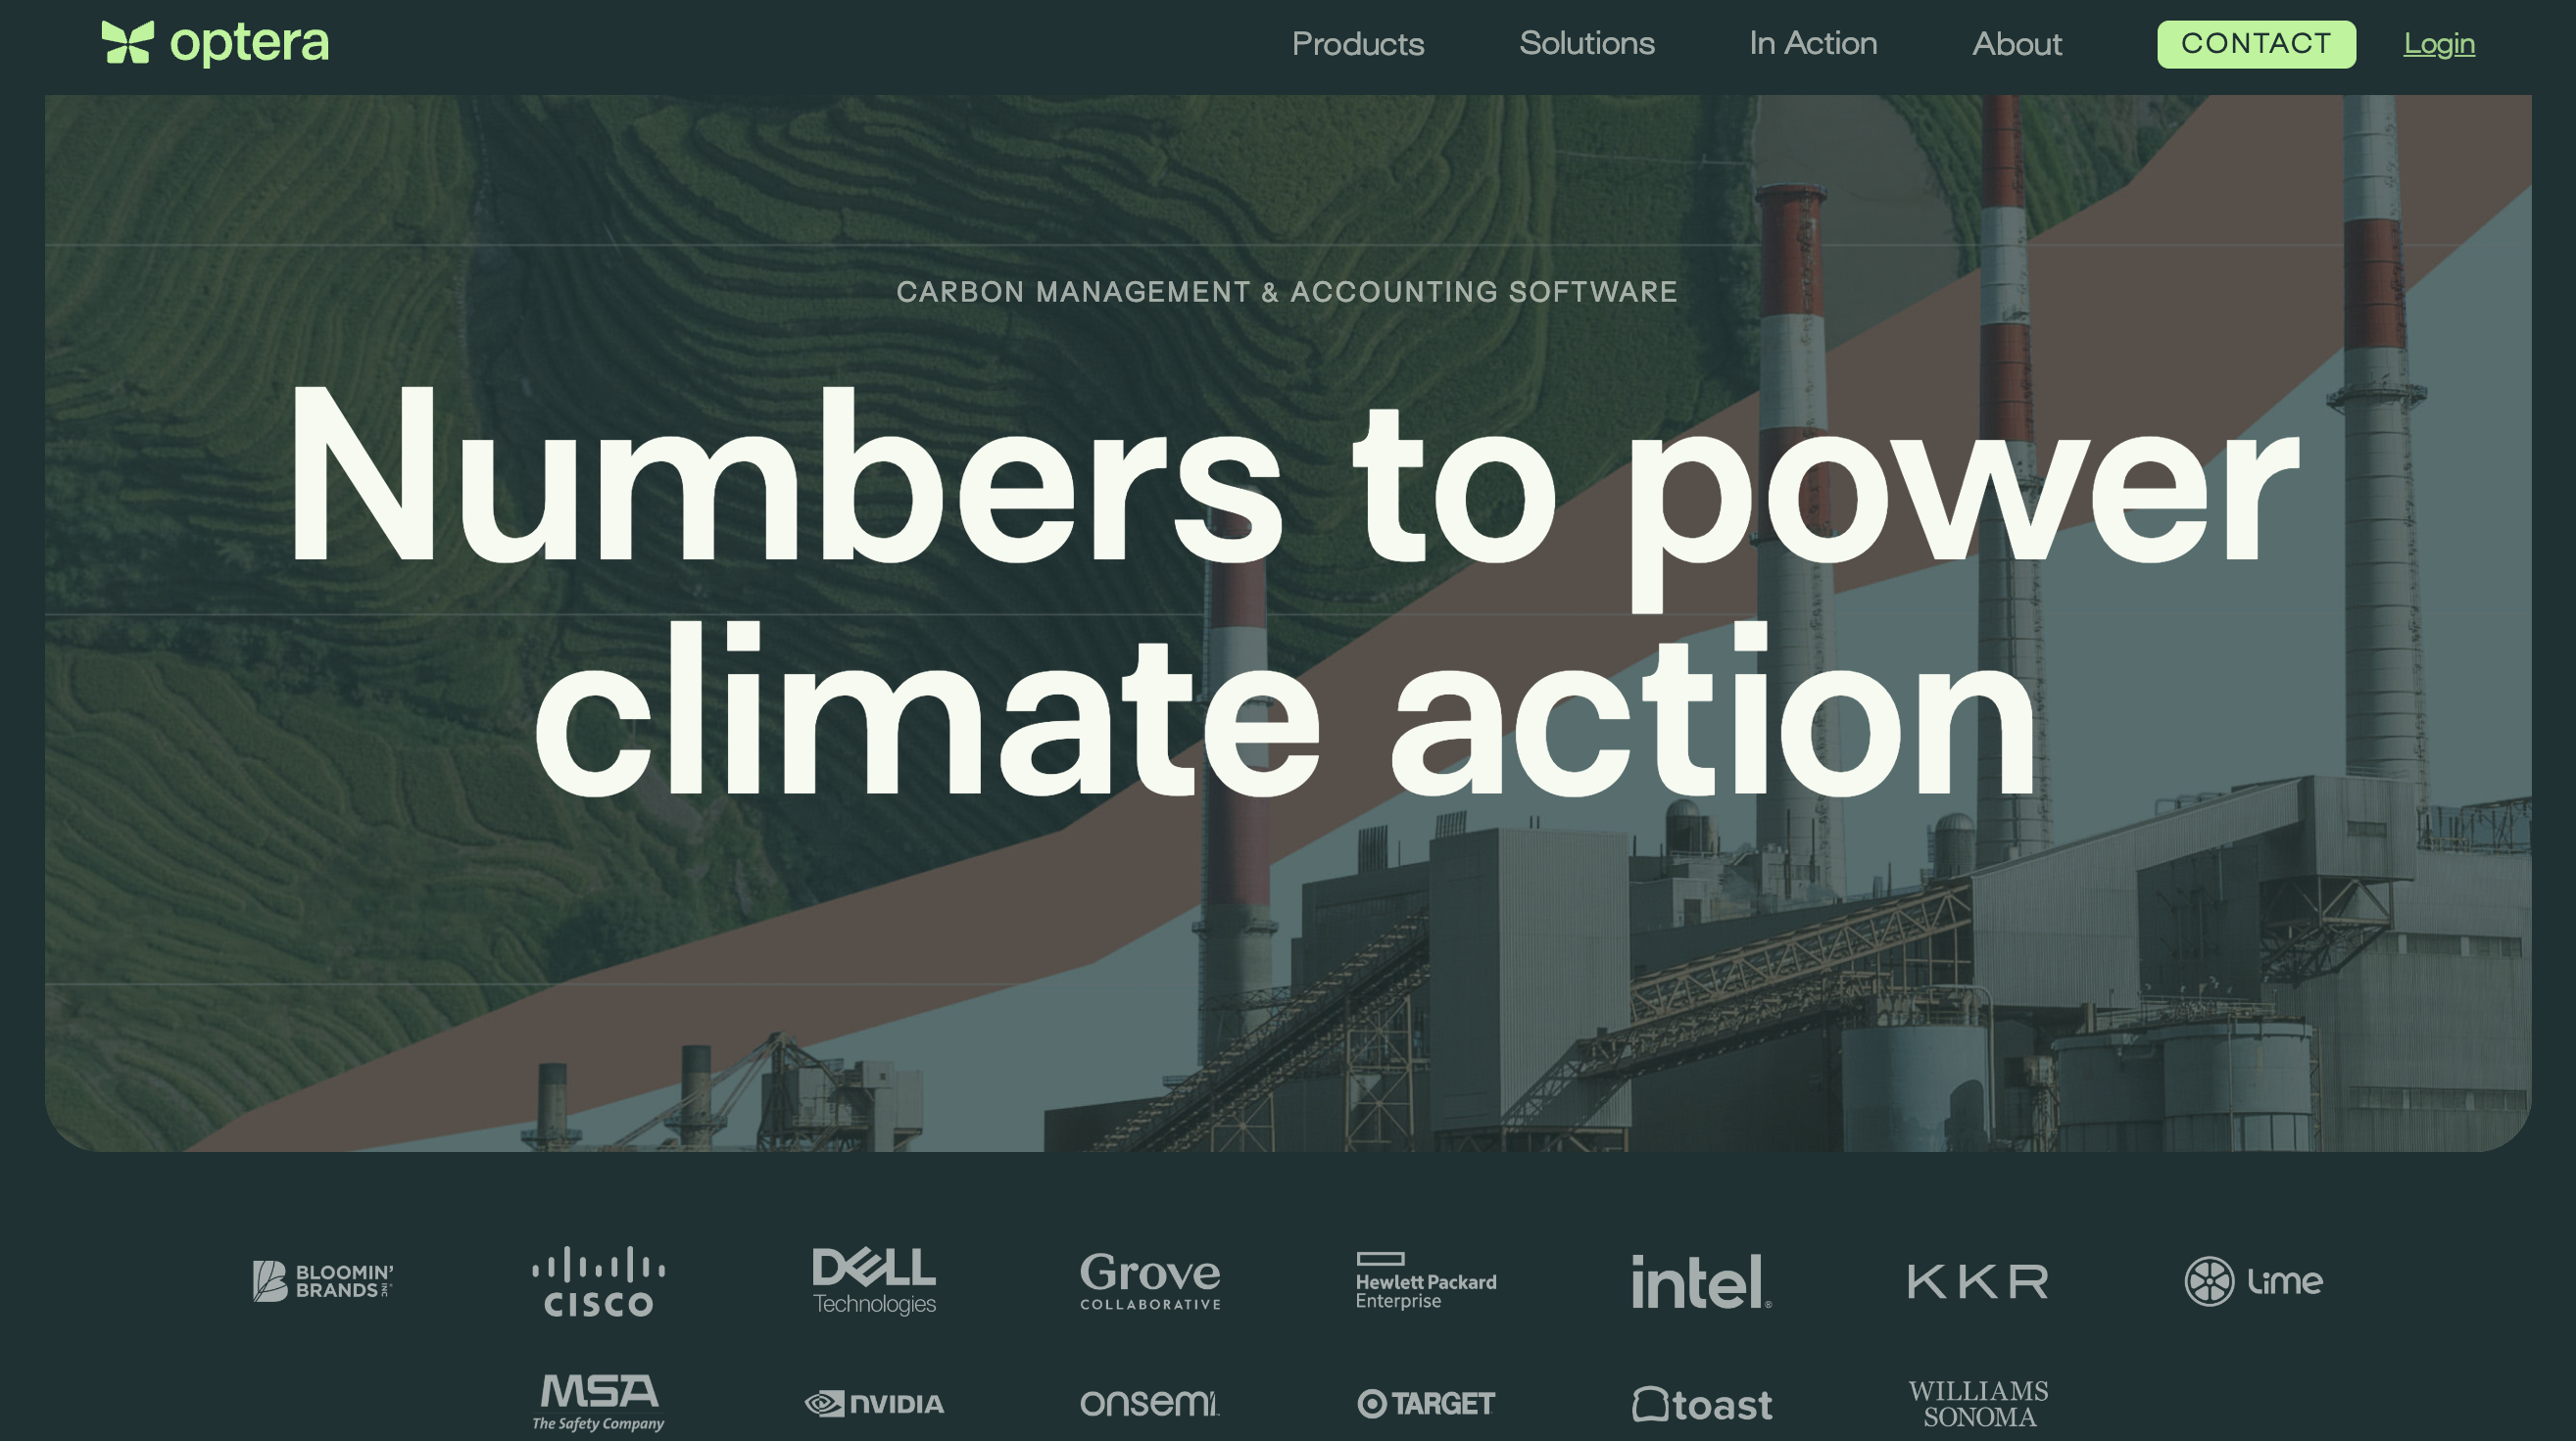 optera
Products
Solutions
In Action
About
CONTACT
Login
CARBON MANAGEMENT & ACCOUNTING SOFTWARE
Numbers to power
climate action
BLOOMIN'
BRANDS INC
CISCO
DELL
Technologies
Grove
COLLABORATIVE
Hewlett Packard
Enterprise
intel®
KKR
Lime
MSA
The Safety Company
NVIDIA
onsemi
TARGET
toast
WILLIAMS
SONOMA